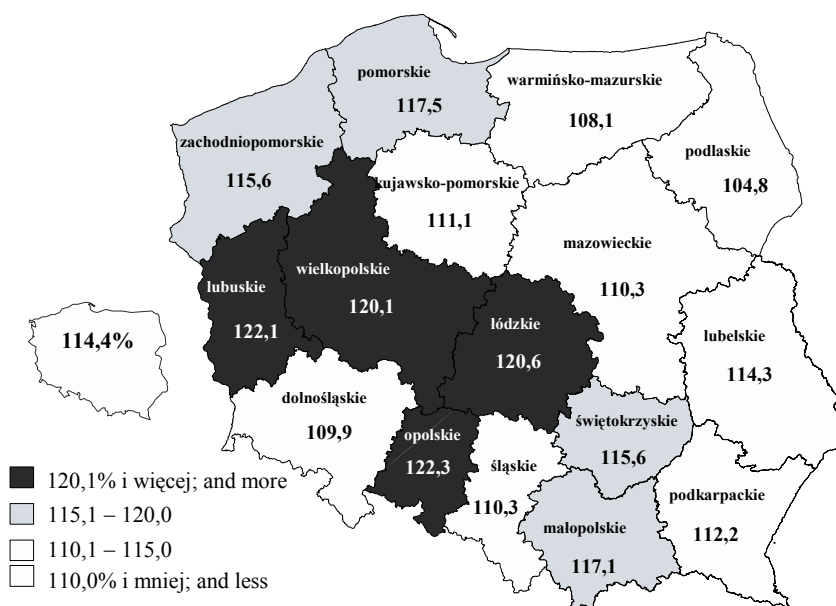 pomorskie
117,5
warmińsko-mazurskie
108,1
zachodniopomorskie
115,6
podlaskie
104,8
kujawsko-pomorskie
111,1
mazowieckie
110,3
wielkopolskie
120,1
lubuskie
122,1
łódzkie
120,6
lubelskie
114,3
114,4%
dolnośląskie
109,9
opolskie
122,3
śląskie
110,3
świętokrzyskie
115,6
podkarpackie
112,2
małopolskie
117,1
120,1% i więcej; and more
115,1 – 120,0
110,1 – 115,0
110,0% i mniej; and less